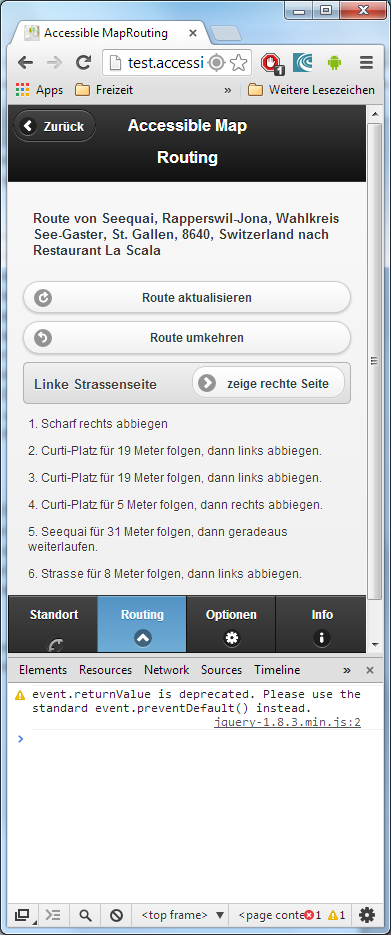 Accessible MapRouting
test.accessi
1
Apps
Freizeit
»
Weitere Lesezeichen
Zurück
Accessible Map
Routing
Route von Seequai, Rapperswil-Jona, Wahlkreis
See-Gaster, St. Gallen, 8640, Switzerland nach
Restaurant La Scala
Route aktualisieren
Route umkehren
Linke Strassenseite
zeige rechte Seite
1. Scharf rechts abbiegen
2. Curti-Platz für 19 Meter folgen, dann links abbiegen.
3. Curti-Platz für 19 Meter folgen, dann links abbiegen.
4. Curti-Platz für 5 Meter folgen, dann rechts abbiegen.
5. Seequai für 31 Meter folgen, dann geradeaus
weiterlaufen.
6. Strasse für 8 Meter folgen, dann links abbiegen.
Standort
Routing
Optionen
Info
Elements Resources Network Sources Timeline »
event.returnValue is deprecated. Please use the
standard event.preventDefault() instead.
jquery-1.8.3.min.js:2
>
<top frame>
<page conte
1
1